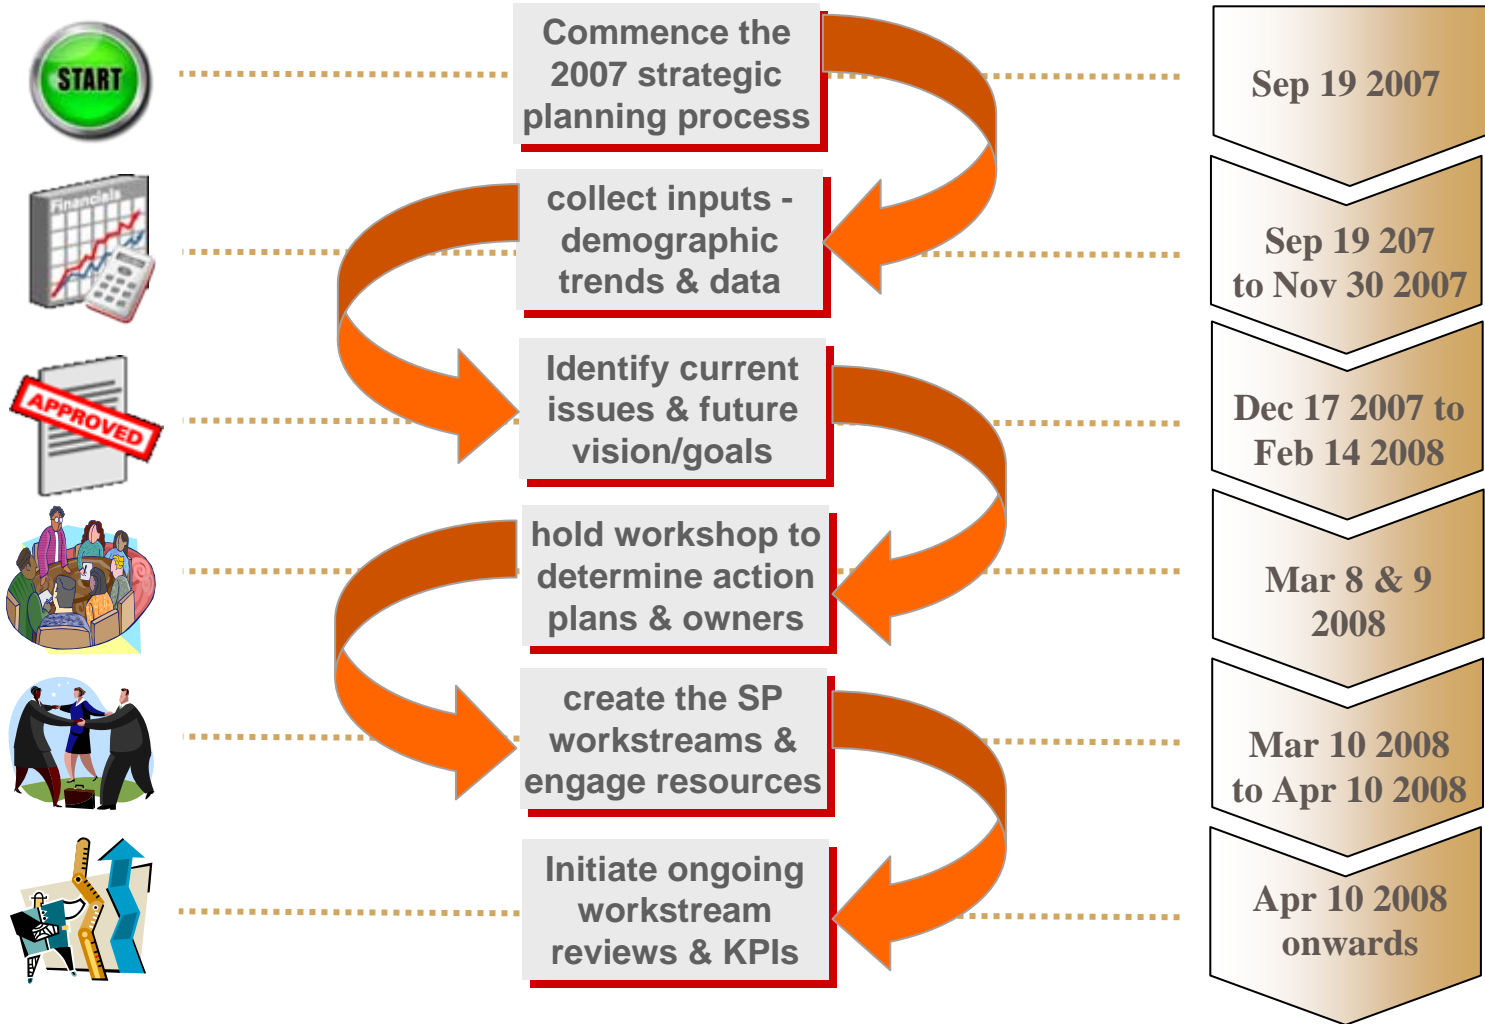 START
Commence the
2007 strategic
planning process
Sep 19 2007
Financials
collect inputs -
demographic
trends & data
Sep 19 207
to Nov 30 2007
APPROVED
Identify current
issues & future
vision/goals
Dec 17 2007 to
Feb 14 2008
hold workshop to
determine action
plans & owners
Mar 8 & 9
2008
create the SP
workstreams &
engage resources
Mar 10 2008
to Apr 10 2008
Initiate ongoing
workstream
reviews & KPIs
Apr 10 2008
onwards